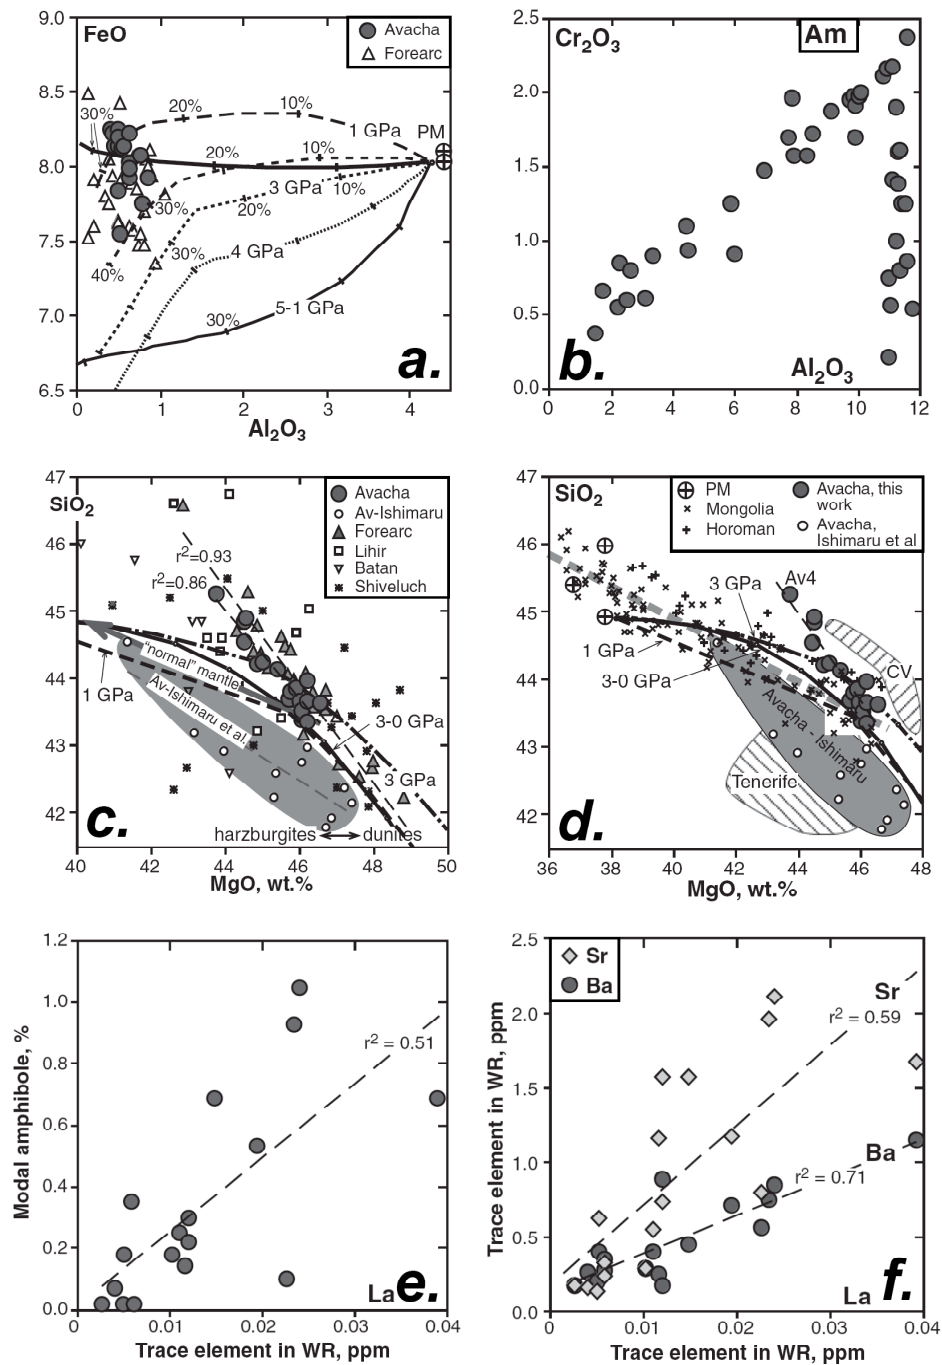 FeO
Avacha
Forearc
9.0
8.5
8.0
7.5
7.0
6.5
30%
20%
10%
1 GPa
PM
20%
10%
3 GPa
10%
30%
20%
40%
30%
4 GPa
5-1 GPa
30%
a.
0
1
2
3
4
Al2O3
Cr2O3
Am
2.5
2.0
1.5
1.0
0.5
0.0
b.
Al2O3
0
2
4
6
8
10
12
47
SiO2
46
45
44
43
42
Avacha
Av-Ishimaru
Forearc
Lihir
Batan
Shiveluch
r2=0.93
r2=0.86
"normal" mantle
1 GPa
Av-Ishimaru et al.
3-0 GPa
3 GPa
c.
harzburgites
dunites
40
42
44
46
48
50
MgO, wt.%
47
SiO2
46
45
44
43
42
PM
Mongolia
Horoman
Avacha, this
work
Avacha,
Ishimaru et al
3 GPa
Av4
1 GPa
3-0 GPa
CV
Avacha - Ishimaru
Tenerife
d.
36
38
40
42
44
46
48
MgO, wt.%
Modal amphibole, %
1.2
1.0
0.8
0.6
0.4
0.2
0.0
r2 = 0.51
La
e.
0
0.01
0.02
0.03
0.04
Trace element in WR, ppm
Trace element in WR, ppm
2.5
2.0
1.5
1.0
0.5
0.0
Sr
Ba
Sr
r2 = 0.59
Ba
r2 = 0.71
f.
La
0
0.01
0.02
0.03
0.04
Trace element in WR, ppm